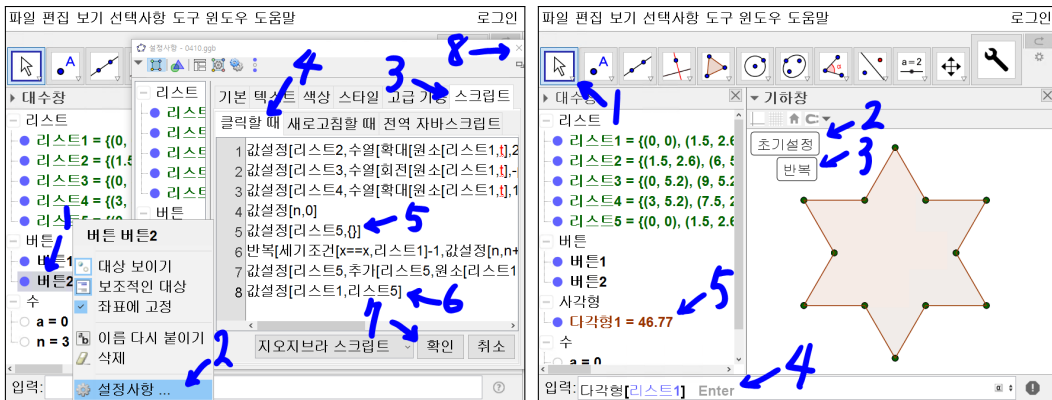 파일 편집 보기 선택사항 도구 윈도우 도움말 로그인
설정사항 - 0410.ggb
8
A
4
3
리스트
기본 텍스트 색상 스타일 고급 기능 스크립트
클릭할 때 새로고침할 때 전역 자바스크립트
리스트
리스트
리스트
리스트
버튼
1 값설정[리스트2,수열[확대[원소[리스트1,t],2
2 값설정[리스트3,수열[회전[원소[리스트1,t],-
3 값설정[리스트4,수열[확대[원소[리스트1,t],1
4 값설정[n,0]
5 값설정[리스트5,{}]
5
6 반복[세기조건[x==x,리스트1]-1,값설정[n,n+
7 값설정[리스트5,추가[리스트5,원소[리스트1
8 값설정[리스트1,리스트5]
6
7
지오지브라 스크립트 확인 취소
대수창
리스트
리스트1 = {(0,
리스트2 = {(1.5
리스트3 = {(0,
리스트4 = {(3,
버튼
버튼2
수
a = 0
n = 3
1
버튼 버튼2
대상 보이기
보조적인 대상
좌표에 고정
이름 다시 붙이기
삭제
설정사항 ...
2
입력:
파일 편집 보기 선택사항 도구 윈도우 도움말 로그인
A
α
a = 2
1
대수창
리스트
리스트1 = {(0, 0), (1.5, 2.6
리스트2 = {(1.5, 2.6), (6, 5
리스트3 = {(0, 5.2), (9, 5.2
리스트4 = {(3, 5.2), (7.5, 2
리스트5 = {(0, 0), (1.5, 2.6
버튼
버튼1
버튼2
사각형
다각형1 = 46.77
5
수
a = 0
기하창
초기설정
2
반복
3
입력: 다각형[리스트1] Enter
4
α